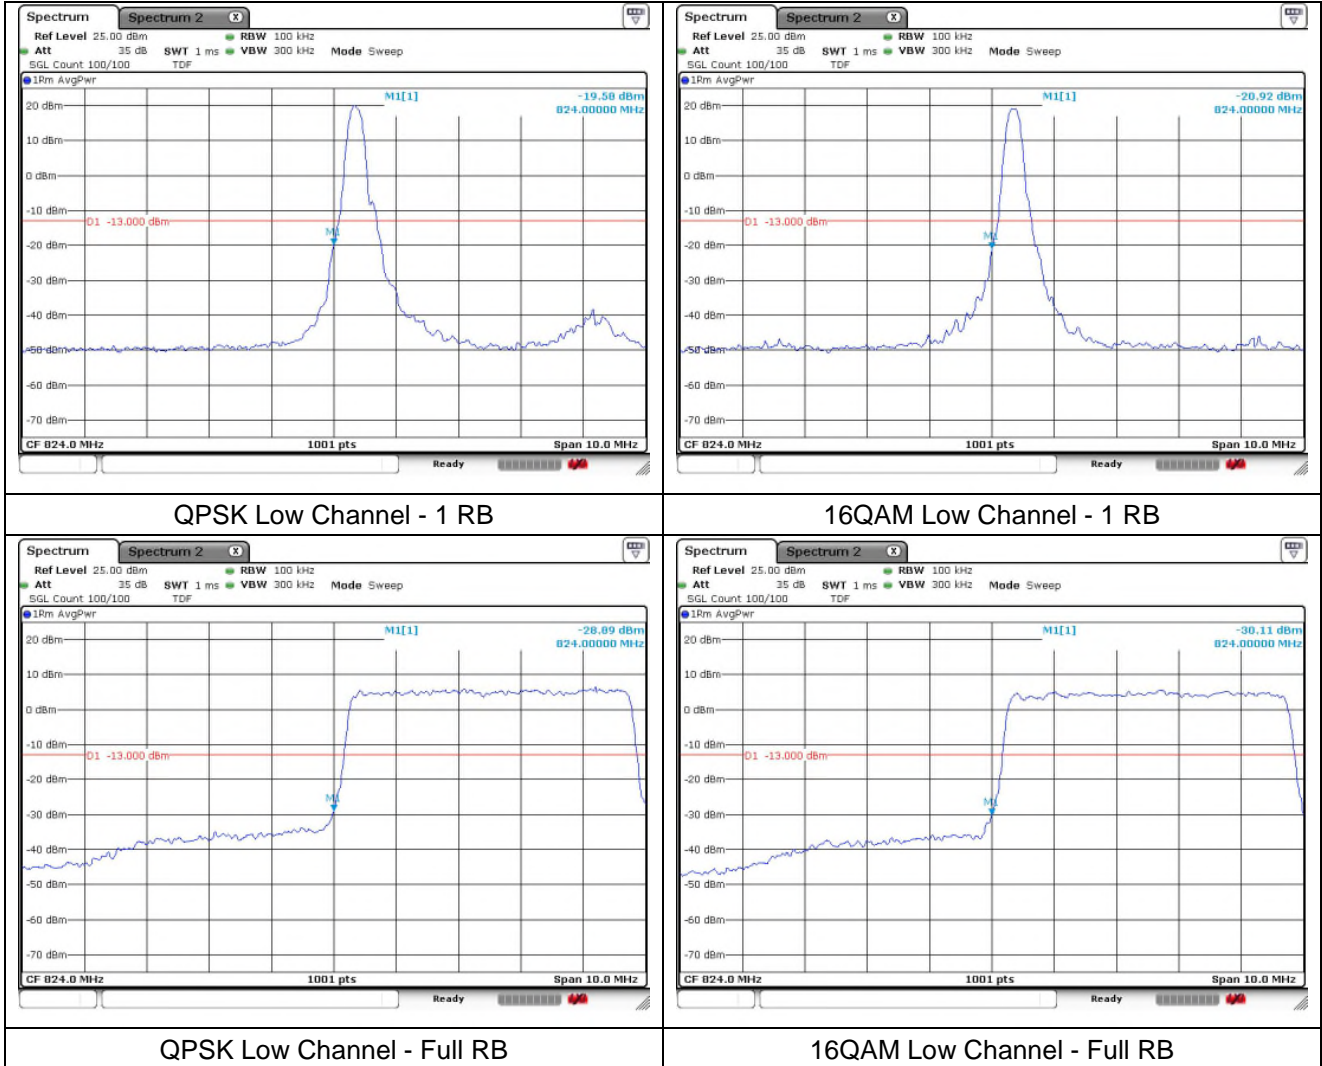 Spectrum Spectrum 2 X
Ref Level 25.00 dBm RBW 100 kHz
Att 35 dB SWT 1 ms VBW 300 kHz Mode Sweep
SGL Count 100/100 TDF
1Rm AvgPwr
M1[1] -19.58 dBm
824.00000 MHz
20 dBm
10 dBm
0 dBm
-10 dBm
D1 -13.000 dBm
M1
-20 dBm
-30 dBm
-40 dBm
-50 dBm
-60 dBm
-70 dBm
CF 824.0 MHz 1001 pts Span 10.0 MHz
Ready
QPSK Low Channel - 1 RB
Spectrum Spectrum 2 X
Ref Level 25.00 dBm RBW 100 kHz
Att 35 dB SWT 1 ms VBW 300 kHz Mode Sweep
SGL Count 100/100 TDF
1Rm AvgPwr
M1[1] -20.92 dBm
824.00000 MHz
20 dBm
10 dBm
0 dBm
-10 dBm
D1 -13.000 dBm
M1
-20 dBm
-30 dBm
-40 dBm
-50 dBm
-60 dBm
-70 dBm
CF 824.0 MHz 1001 pts Span 10.0 MHz
Ready
16QAM Low Channel - 1 RB
Spectrum Spectrum 2 X
Ref Level 25.00 dBm RBW 100 kHz
Att 35 dB SWT 1 ms VBW 300 kHz Mode Sweep
SGL Count 100/100 TDF
1Rm AvgPwr
M1[1] -28.89 dBm
824.00000 MHz
20 dBm
10 dBm
0 dBm
-10 dBm
D1 -13.000 dBm
-20 dBm
M1
-30 dBm
-40 dBm
-50 dBm
-60 dBm
-70 dBm
CF 824.0 MHz 1001 pts Span 10.0 MHz
Ready
QPSK Low Channel - Full RB
Spectrum Spectrum 2 X
Ref Level 25.00 dBm RBW 100 kHz
Att 35 dB SWT 1 ms VBW 300 kHz Mode Sweep
SGL Count 100/100 TDF
1Rm AvgPwr
M1[1] -30.11 dBm
824.00000 MHz
20 dBm
10 dBm
0 dBm
-10 dBm
D1 -13.000 dBm
-20 dBm
M1
-30 dBm
-40 dBm
-50 dBm
-60 dBm
-70 dBm
CF 824.0 MHz 1001 pts Span 10.0 MHz
Ready
16QAM Low Channel - Full RB